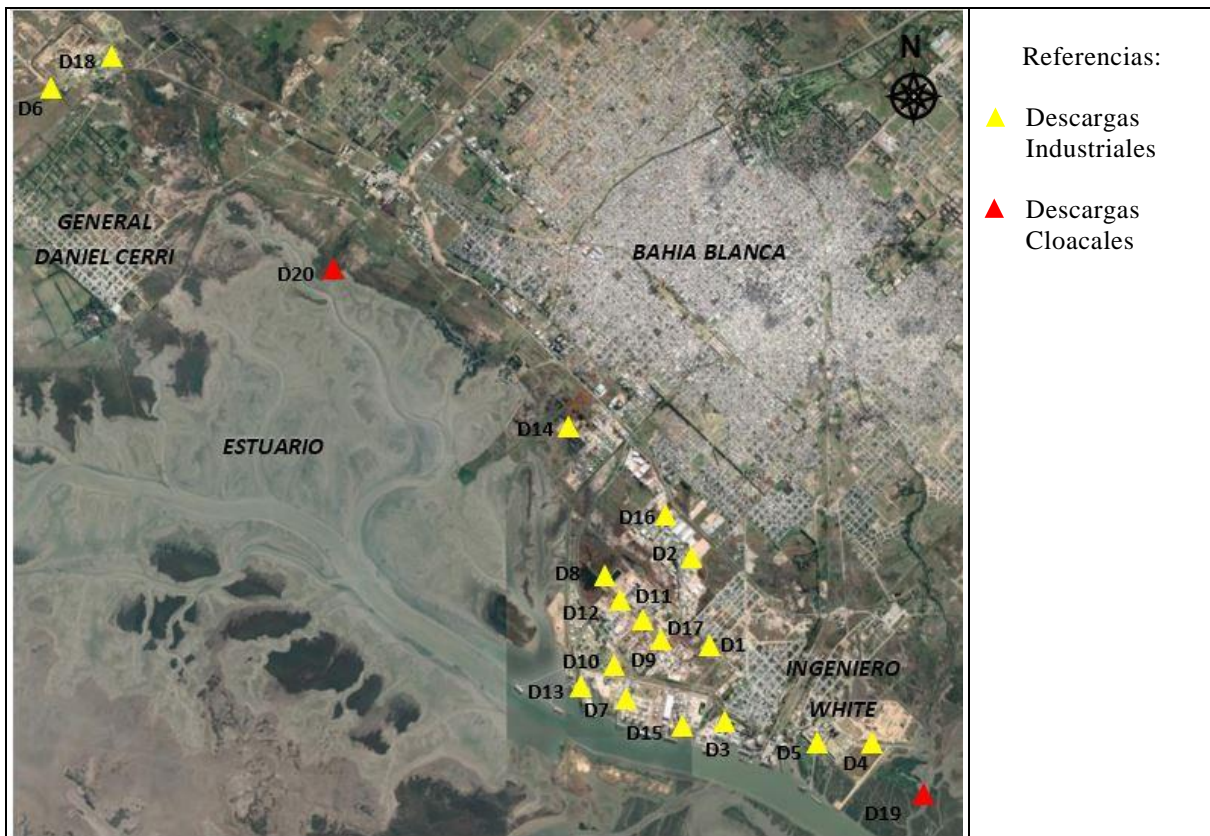 N
D18
D6
GENERAL
DANIEL CERRI
BAHIA BLANCA
D20
ESTUARIO
D14
D16
D2
D8
D11
D12
D17
D1
D9
D10
INGENIERO
WHITE
D13
D7
D15
D3
D5
D4
D19
Referencias:
Descargas
Industriales
Descargas
Cloacales